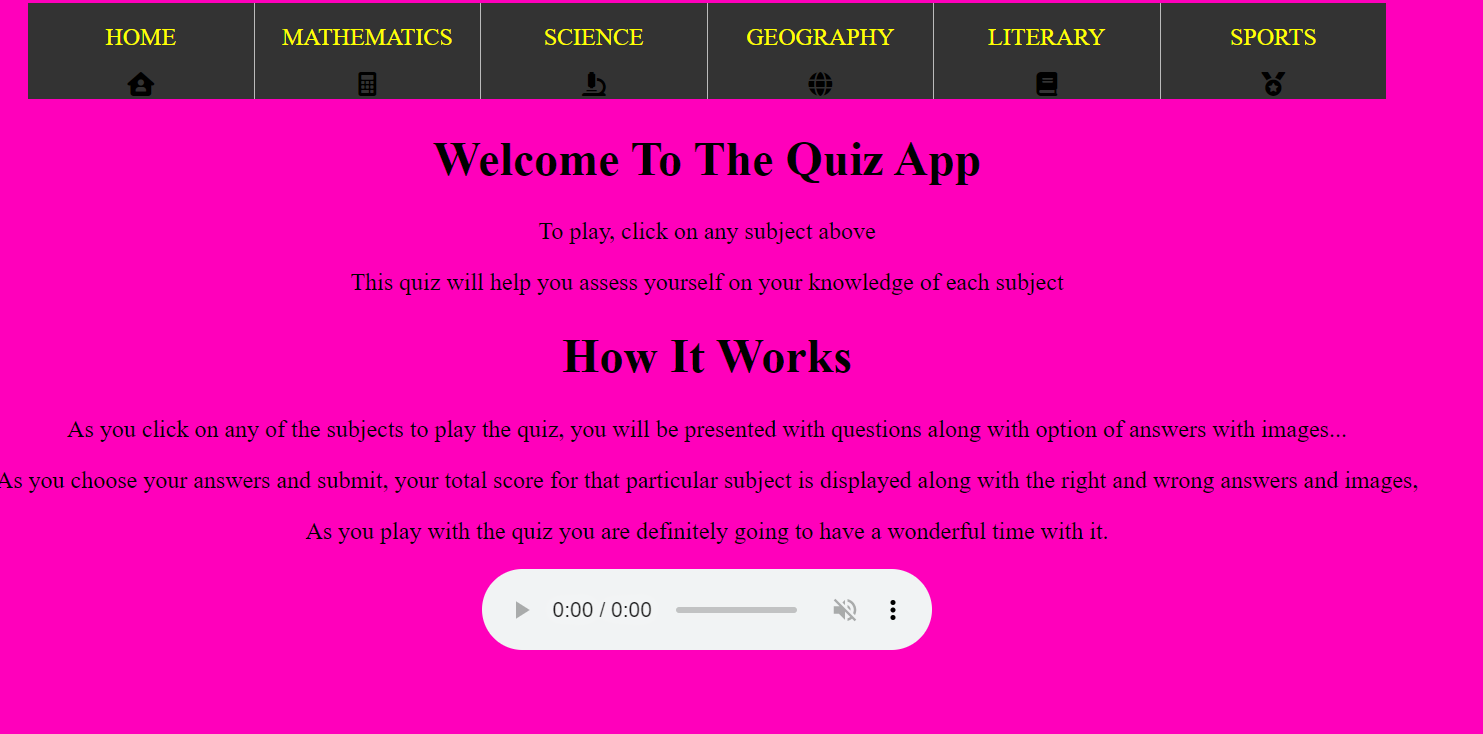 HOME MATHEMATICS SCIENCE GEOGRAPHY LITERARY SPORTS
Welcome To The Quiz App
To play, click on any subject above
This quiz will help you assess yourself on your knowledge of each subject
How It Works
As you click on any of the subjects to play the quiz, you will be presented with questions along with option of answers with images...
As you choose your answers and submit, your total score for that particular subject is displayed along with the right and wrong answers and images,
As you play with the quiz you are definitely going to have a wonderful time with it.
0:00 / 0:00